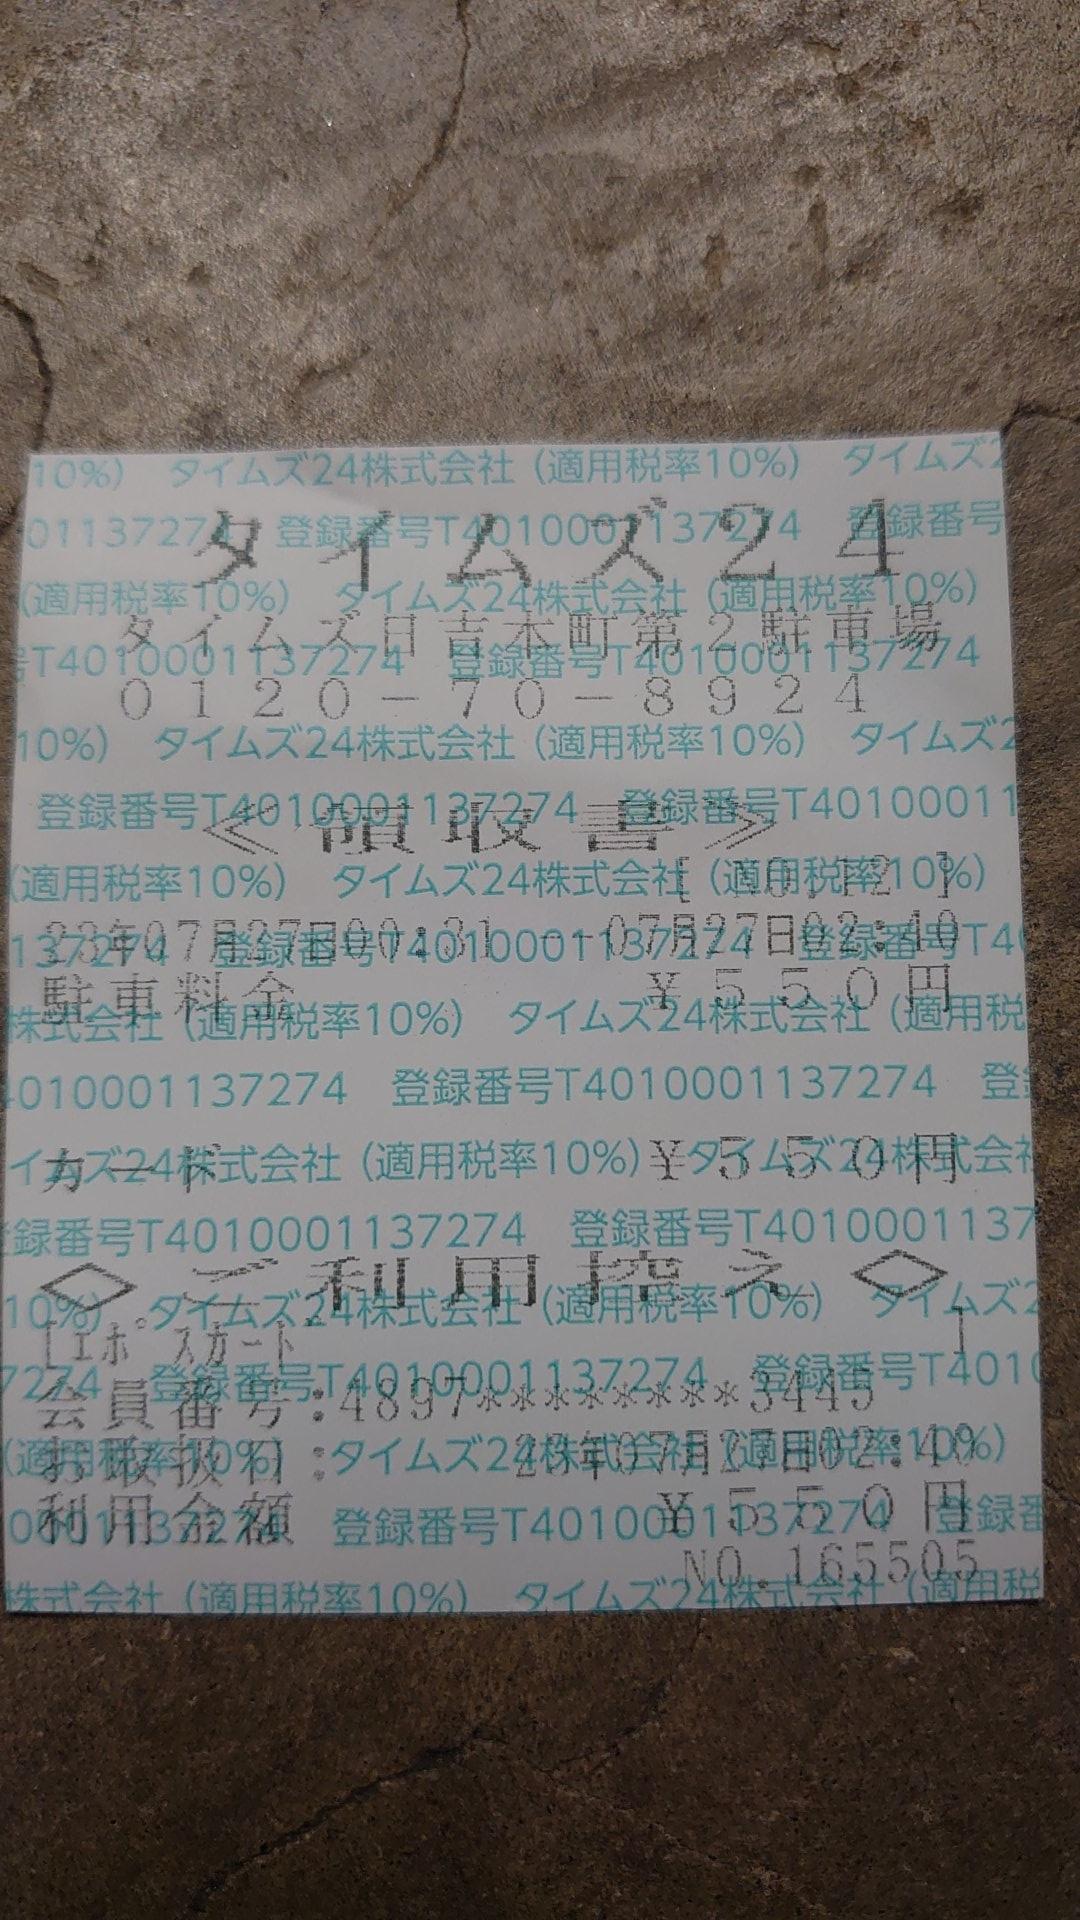 10%) タイムズ24株式会社 (適用税率10%) タイムズ2
タイムズ24
01137274 登録番号T4010001137274 登録番号
(適用税率10%) タイムズ24株式会社 (適用税率10%)
タイムズ日吉本町第2駐車場
号T4010001137274 登録番号T4010001137274
0120-70-8924
10%) タイムズ24株式会社 (適用税率10%) タイムズ2
登録番号T4010001137274 登録番号T40100011
≪領収書≫
(適用税率10%) タイムズ24株式会社 (適用税率10%)
23年07月27日00:31 - 07月27日02:40
137274 登録番号T4010001137274 登録番号T40
駐車料金 ¥550円
株式会社 (適用税率10%) タイムズ24株式会社 (適用税
4010001137274 登録番号T4010001137274 登
カード ¥550円
イムズ24株式会社 (適用税率10%) タイムズ24株式会社
登録番号T4010001137274 登録番号T4010001137
◇ご利用控え◇
10%) タイムズ24株式会社 (適用税率10%) タイムズ2
[エポスカード ]
7274 登録番号T4010001137274 登録番号T4010
会員番号:4897********3445
お取扱日: 23年07月27日02:40
(適用税率10%) タイムズ24株式会社 (適用税率10%)
利用金額 ¥550円
0001137274 登録番号T4010001137274 登録番
NO.165505
株式会社 (適用税率10%) タイムズ24株式会社 (適用税